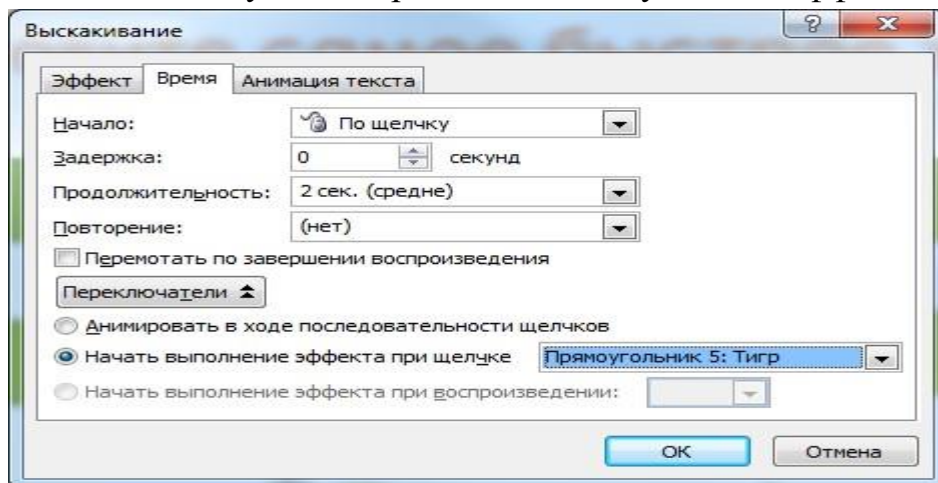 Выскакивание
Эффект Время Анимация текста
Начало: По щелчку
Задержка: 0 секунд
Продолжительность: 2 сек. (средне)
Повторение: (нет)
Перемотать по завершении воспроизведения
Переключатели
Анимировать в ходе последовательности щелчков
Начать выполнение эффекта при щелчке Прямоугольник 5: Тигр
Начать выполнение эффекта при воспроизведении:
ОК Отмена